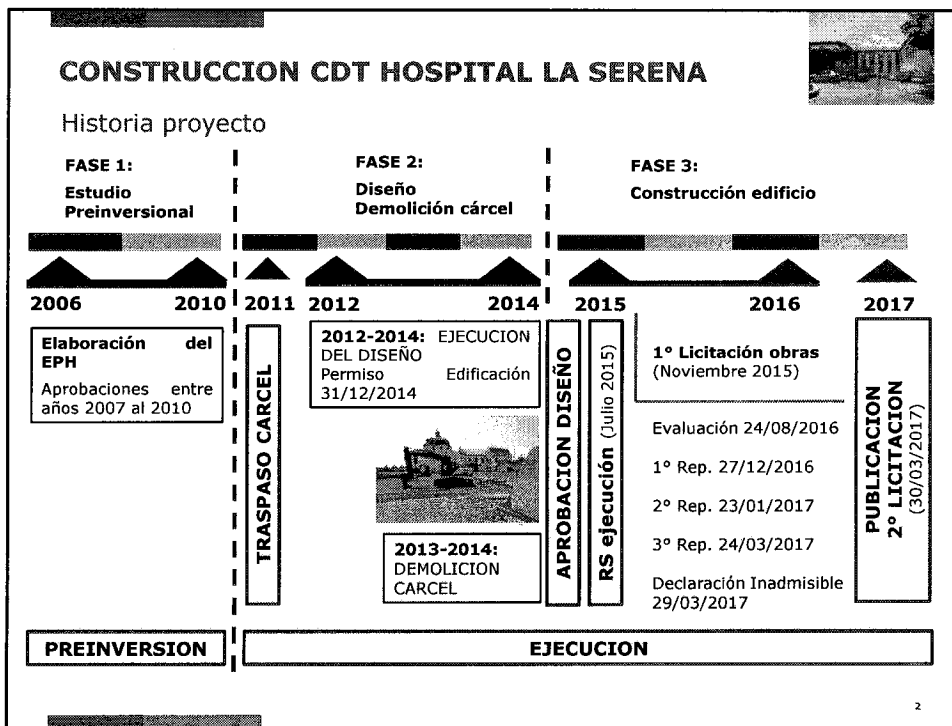 CONSTRUCCION CDT HOSPITAL LA SERENA
Historia proyecto
FASE 1:
Estudio
Preinversional
FASE 2:
Diseño
Demolición cárcel
FASE 3:
Construcción edificio
2006
2010
2011
2012
2014
2015
2016
2017
Elaboración del
EPH
Aprobaciones entre
años 2007 al 2010
TRASPASO CARCEL
2012-2014: EJECUCION
DEL DISEÑO
Permiso Edificación
31/12/2014
2013-2014:
DEMOLICION
CARCEL
APROBACION DISEÑO
RS ejecución (Julio 2015)
1° Licitación obras
(Noviembre 2015)
Evaluación 24/08/2016
1° Rep. 27/12/2016
2° Rep. 23/01/2017
3° Rep. 24/03/2017
Declaración Inadmisible
29/03/2017
PUBLICACION
2° LICITACION
(30/03/2017)
PREINVERSION
EJECUCION
2